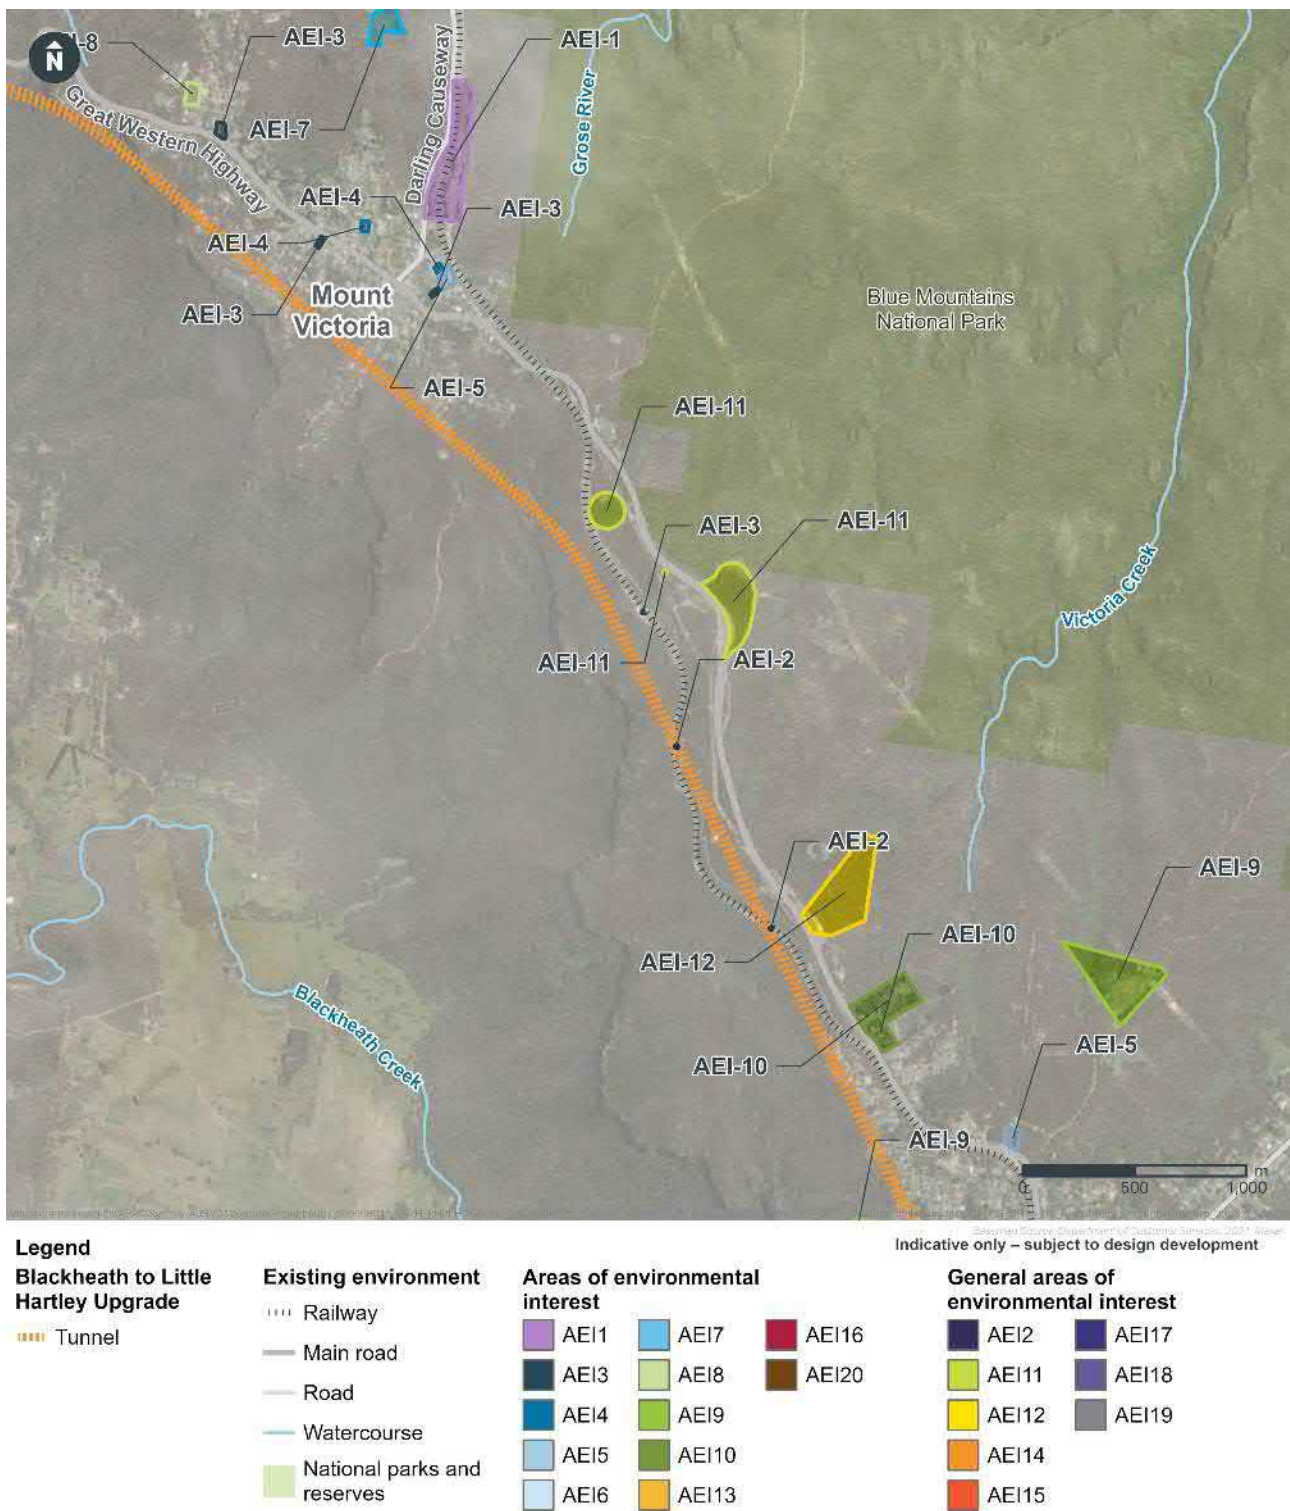 N
I-8
AEI-3
AEI-1
AEI-7
Great Western Highway
Darling Causeway
Grose River
AEI-4
AEI-3
AEI-4
AEI-3
Mount
Victoria
Blue Mountains
National Park
AEI-5
AEI-11
AEI-3
AEI-11
Victoria Creek
AEI-11
AEI-2
AEI-2
AEI-9
AEI-12
AEI-10
Blackheath Creek
AEI-10
AEI-5
AEI-9
m
0
500
1,000
Indicative only – subject to design development
Legend
Blackheath to Little
Hartley Upgrade
Tunnel
Existing environment
Railway
Main road
Road
Watercourse
National parks and
reserves
Areas of environmental
interest
AEI1
AEI3
AEI4
AEI5
AEI6
AEI7
AEI8
AEI9
AEI10
AEI13
AEI16
AEI20
General areas of
environmental interest
AEI2
AEI11
AEI12
AEI14
AEI15
AEI17
AEI18
AEI19